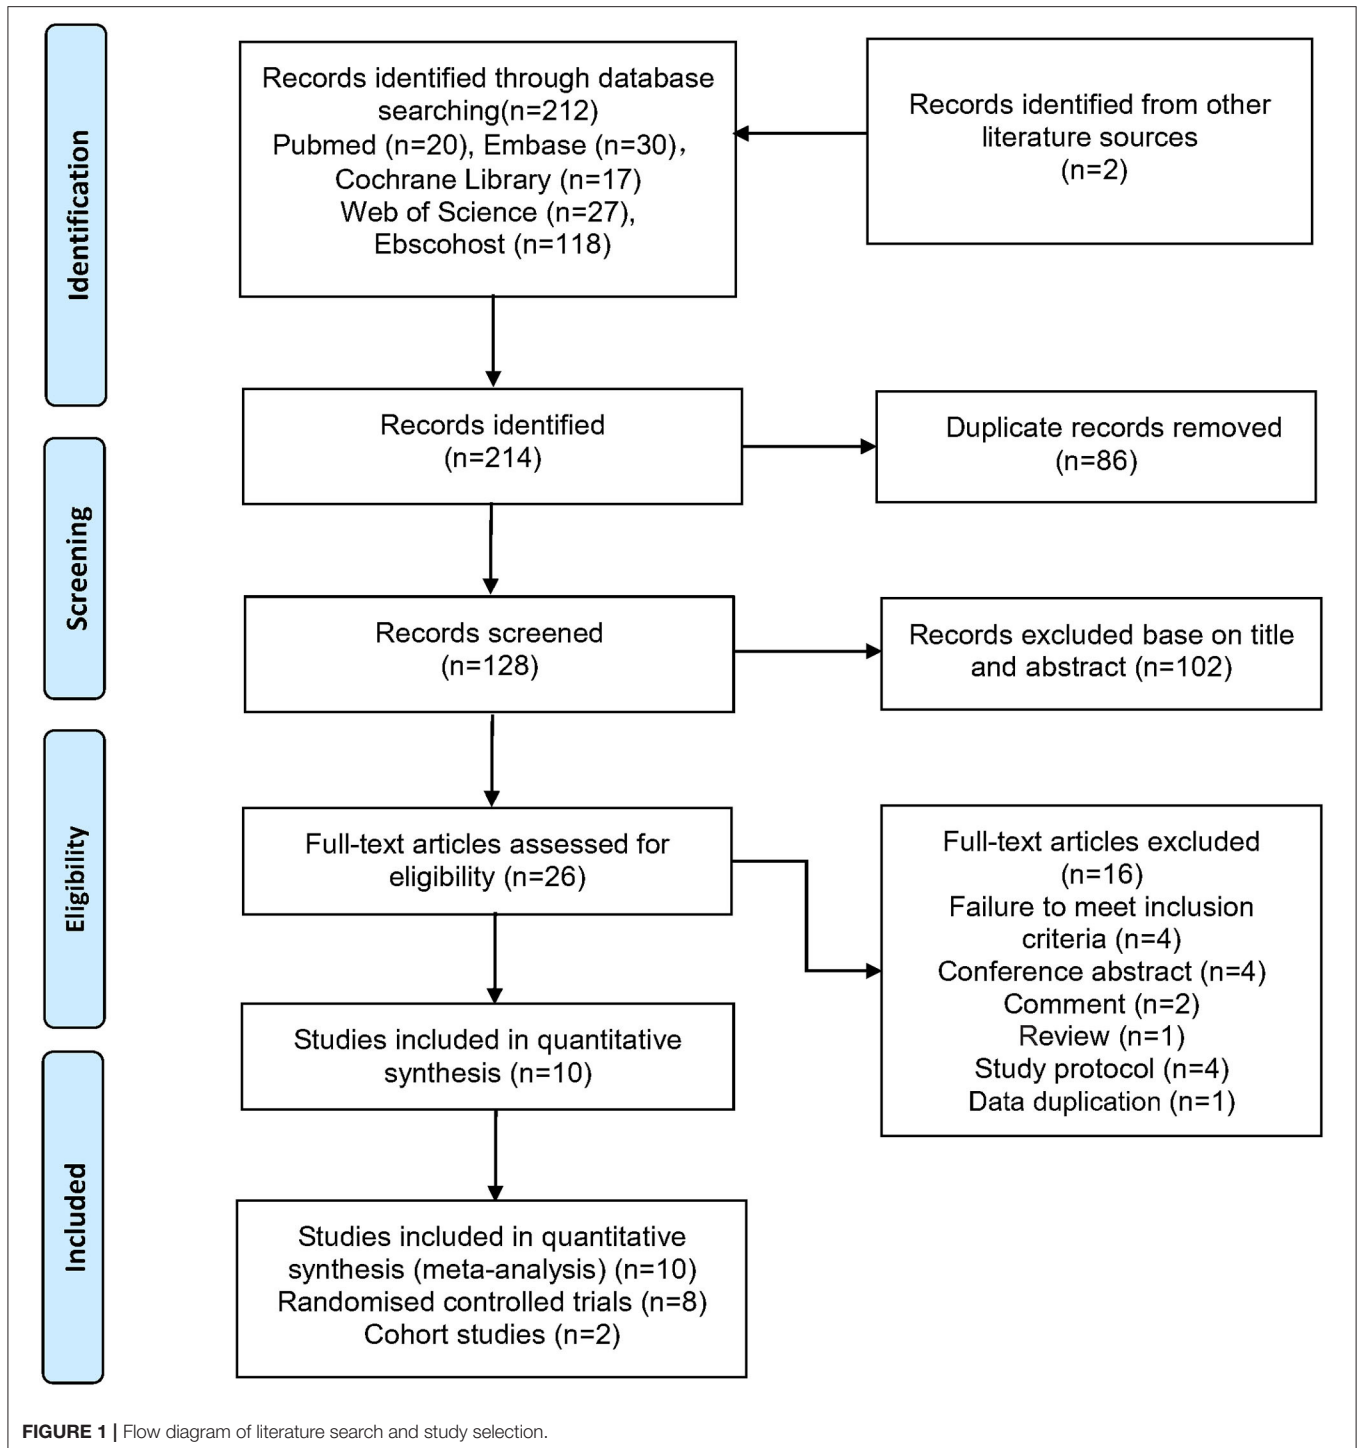 Identification
Records identified through database
searching(n=212)
Pubmed (n=20), Embase (n=30)，
Cochrane Library (n=17)
Web of Science (n=27),
Ebscohost (n=118)
Records identified from other
literature sources
(n=2)
Records identified
(n=214)
Duplicate records removed
(n=86)
Screening
Records screened
(n=128)
Records excluded base on title
and abstract (n=102)
Eligibility
Full-text articles assessed for
eligibility (n=26)
Full-text articles excluded
(n=16)
Failure to meet inclusion
criteria (n=4)
Conference abstract (n=4)
Comment (n=2)
Review (n=1)
Study protocol (n=4)
Data duplication (n=1)
Studies included in quantitative
synthesis (n=10)
Included
Studies included in quantitative
synthesis (meta-analysis) (n=10)
Randomised controlled trials (n=8)
Cohort studies (n=2)
FIGURE 1 | Flow diagram of literature search and study selection.